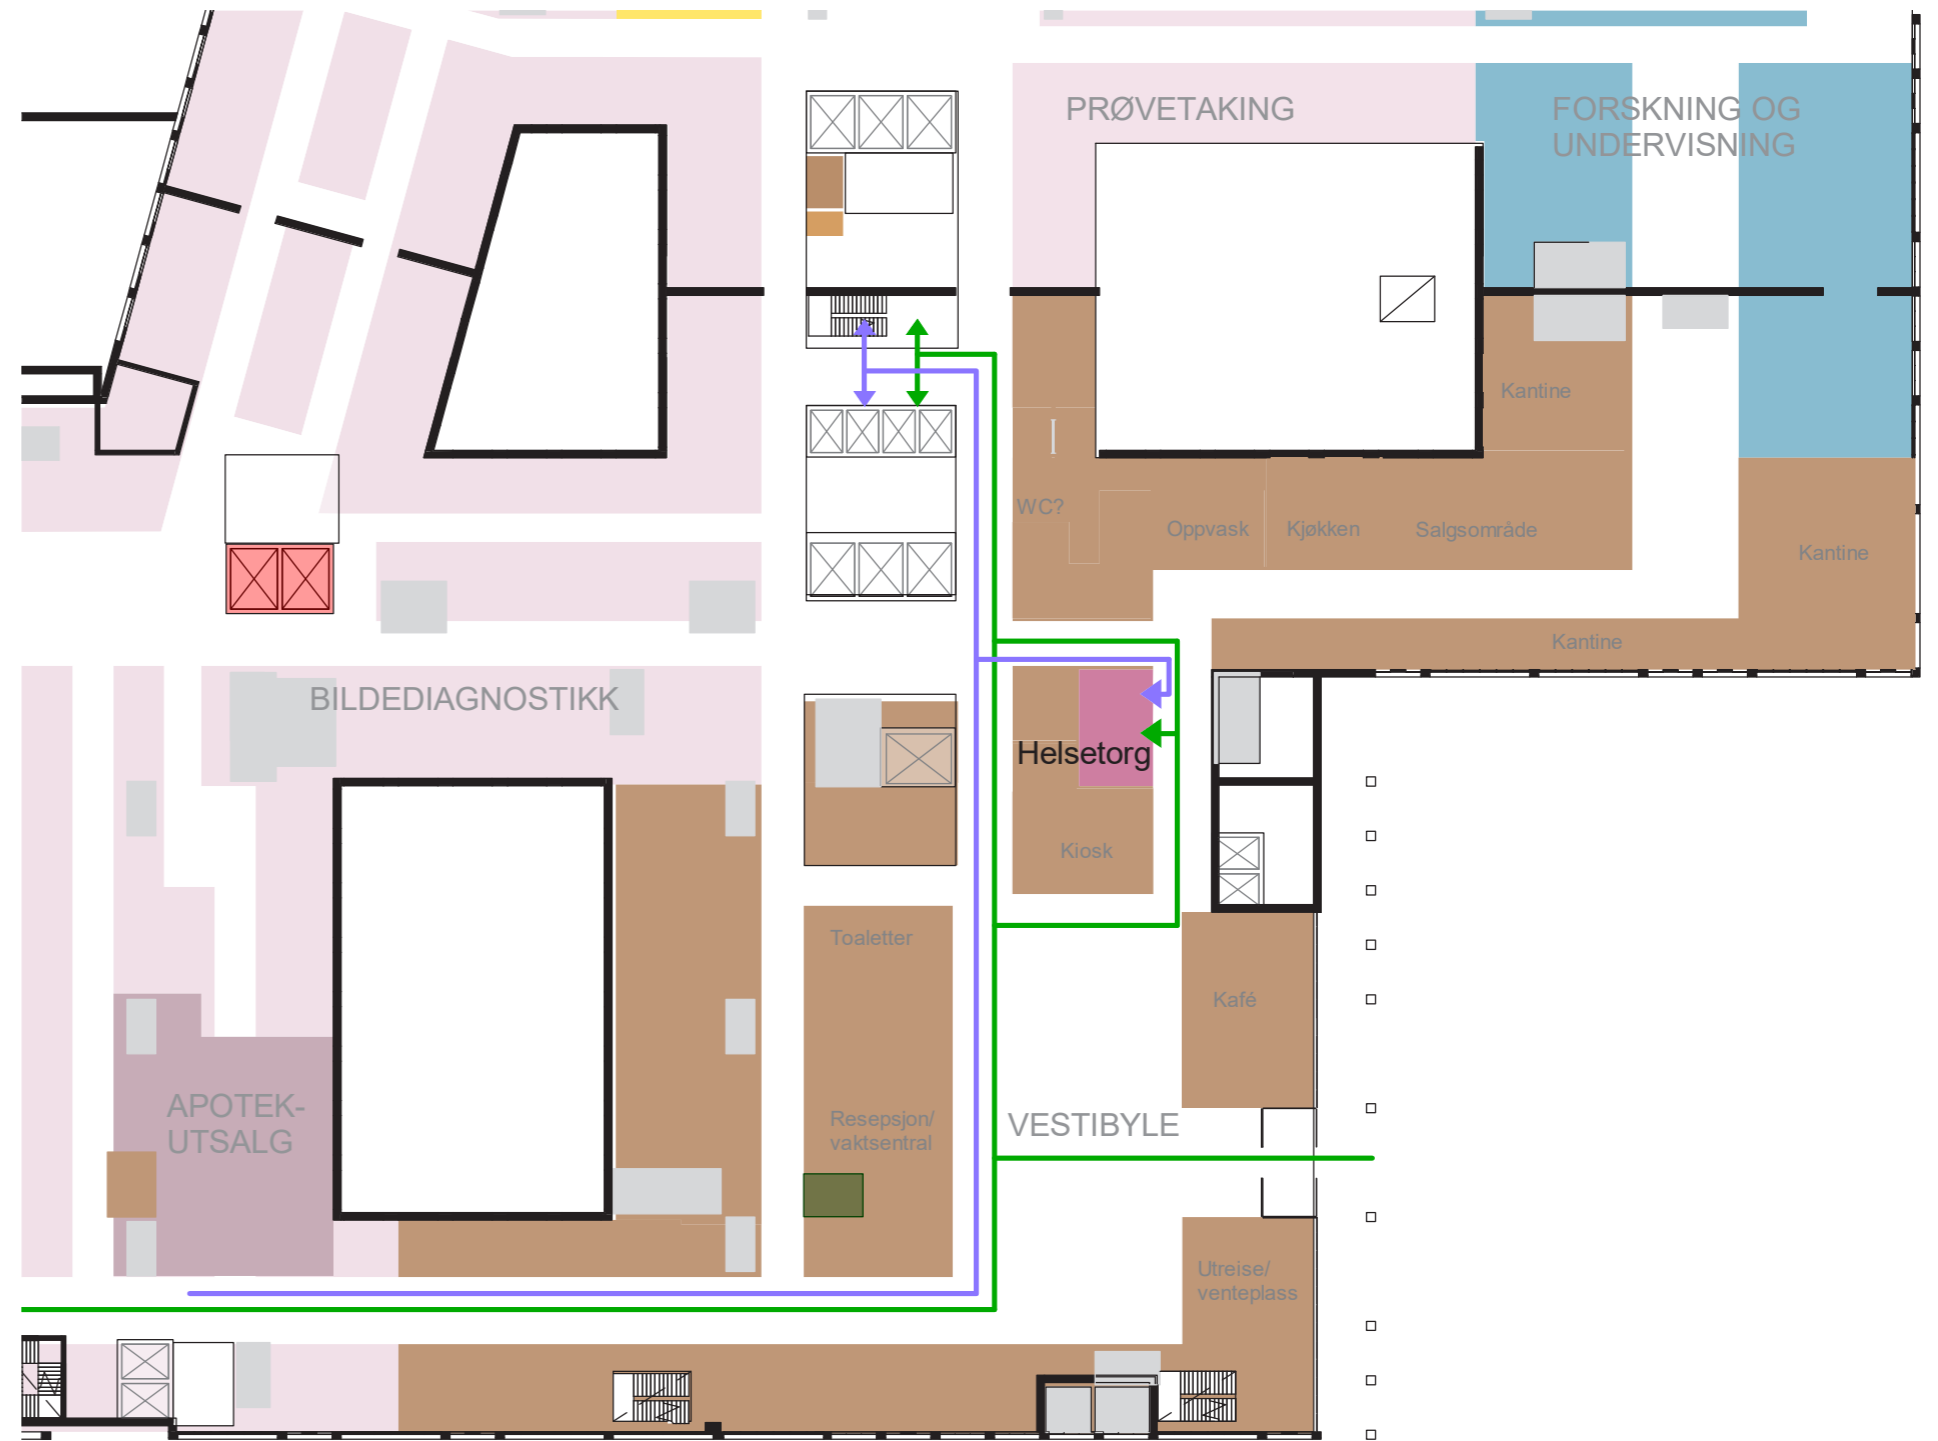 PRØVETAKING
FORSKNING OG
UNDERVISNING
Kantine
WC?
Oppvask
Kjøkken
Salgsområde
Kantine
Kantine
BILDEDIAGNOSTIKK
Helsetorg
Kiosk
Toaletter
Kafé
APOTEK-
UTSALG
Resepsjon/
vaktsentral
VESTIBYLE
Utreise/
venteplass